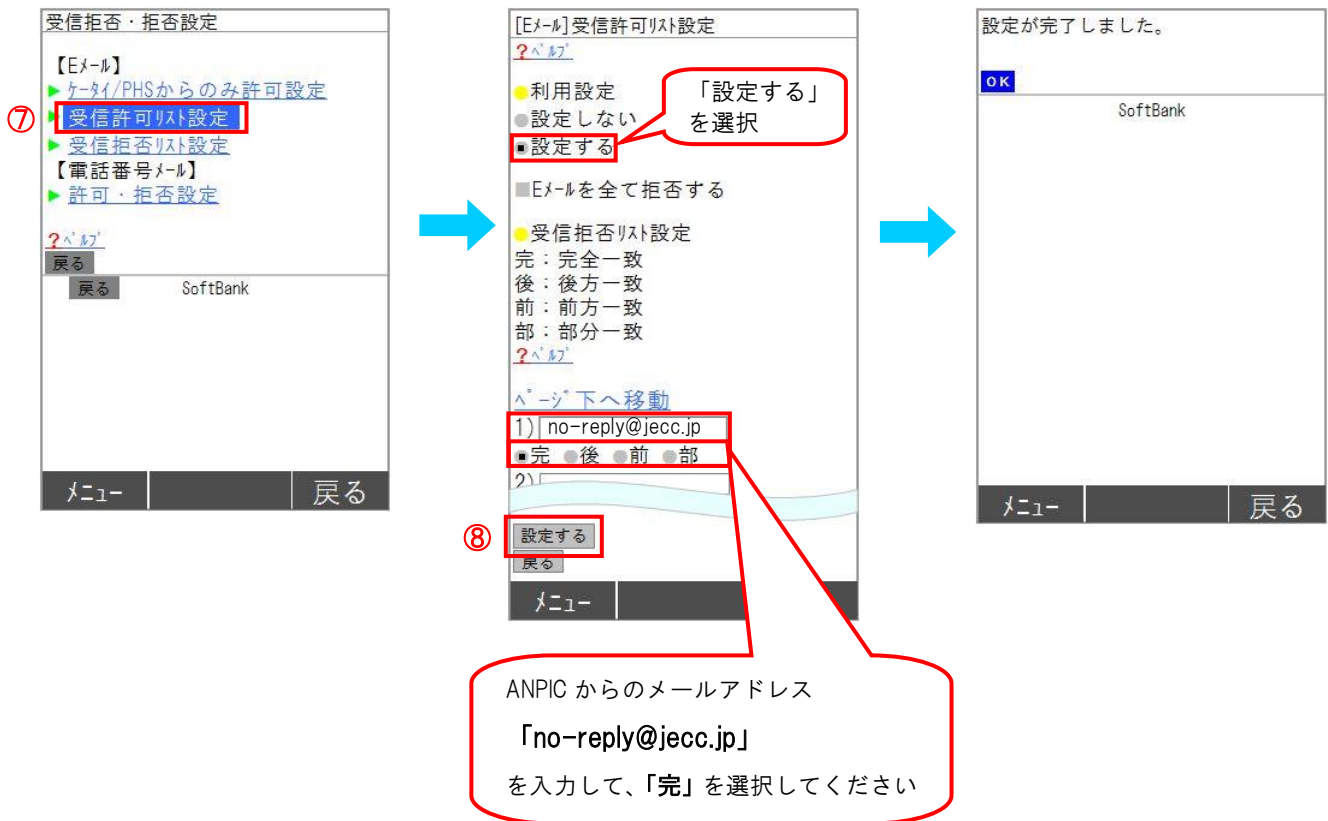 受信拒否・拒否設定
【Eﾒｰﾙ】
ｹｰﾀｲ/PHSからのみ許可設定
⑦ 受信許可ﾘｽﾄ設定
受信拒否ﾘｽﾄ設定
【電話番号ﾒｰﾙ】
許可・拒否設定
?ﾍﾙﾌﾟ
戻る
戻る SoftBank
ﾒﾆｭｰ 戻る
[Eﾒｰﾙ]受信許可ﾘｽﾄ設定
?ﾍﾙﾌﾟ
利用設定
設定しない
設定する
「設定する」
を選択
Eﾒｰﾙを全て拒否する
受信拒否ﾘｽﾄ設定
完：完全一致
後：後方一致
前：前方一致
部：部分一致
?ﾍﾙﾌﾟ
ﾍﾟｰｼﾞ下へ移動
1) no-reply@jecc.jp
完 後 前 部
2)
⑧ 設定する
戻る
ﾒﾆｭｰ
ANPIC からのメールアドレス
「no-reply@jecc.jp」
を入力して、「完」を選択してください
設定が完了しました。
OK
SoftBank
ﾒﾆｭｰ 戻る